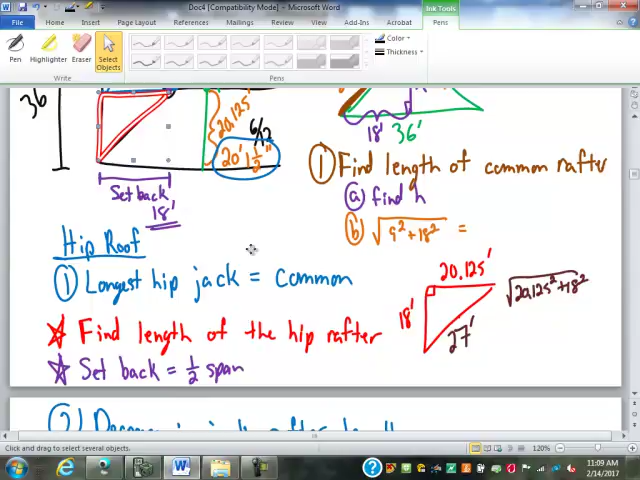 Doc4 [Compatibility Mode] - Microsoft Word
Ink Tools
File Home Insert Page Layout References Mailings Review View Add-Ins Acrobat Pens
Pen Highlighter Eraser Select Objects
Color
Thickness
Write
Pens
36
20.125'
6/12
20' 1 1/2"
Set back
18'
18'
36'
① Find length of common rafter
ⓐ find h
ⓑ √9² + 18² =
Hip Roof
① Longest hip jack = Common
20.125'
18'
27'
√20.125² + 18²
☆ Find length of the hip rafter
☆ Set back = 1/2 span
Click and drag to select several objects.
120%
11:09 AM
2/14/2017